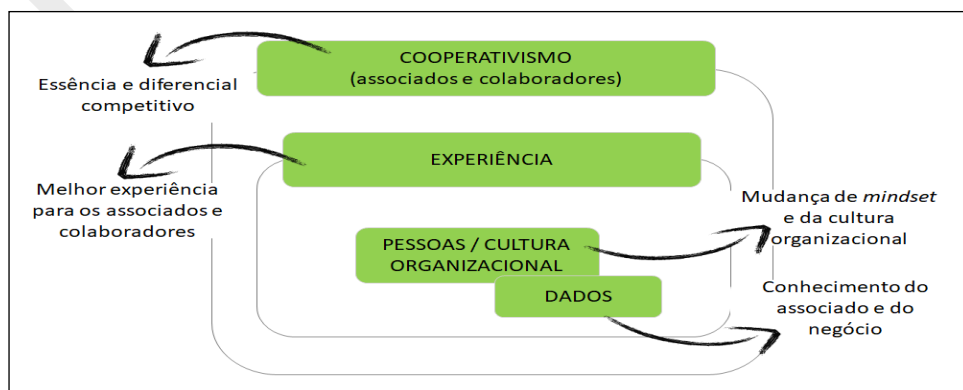 COOPERATIVISMO
(associados e colaboradores)
Essência e diferencial
competitivo
EXPERIÊNCIA
Melhor experiência
para os associados e
colaboradores
Mudança de mindset
e da cultura
organizacional
PESSOAS / CULTURA
ORGANIZACIONAL
DADOS
Conhecimento do
associado e do
negócio